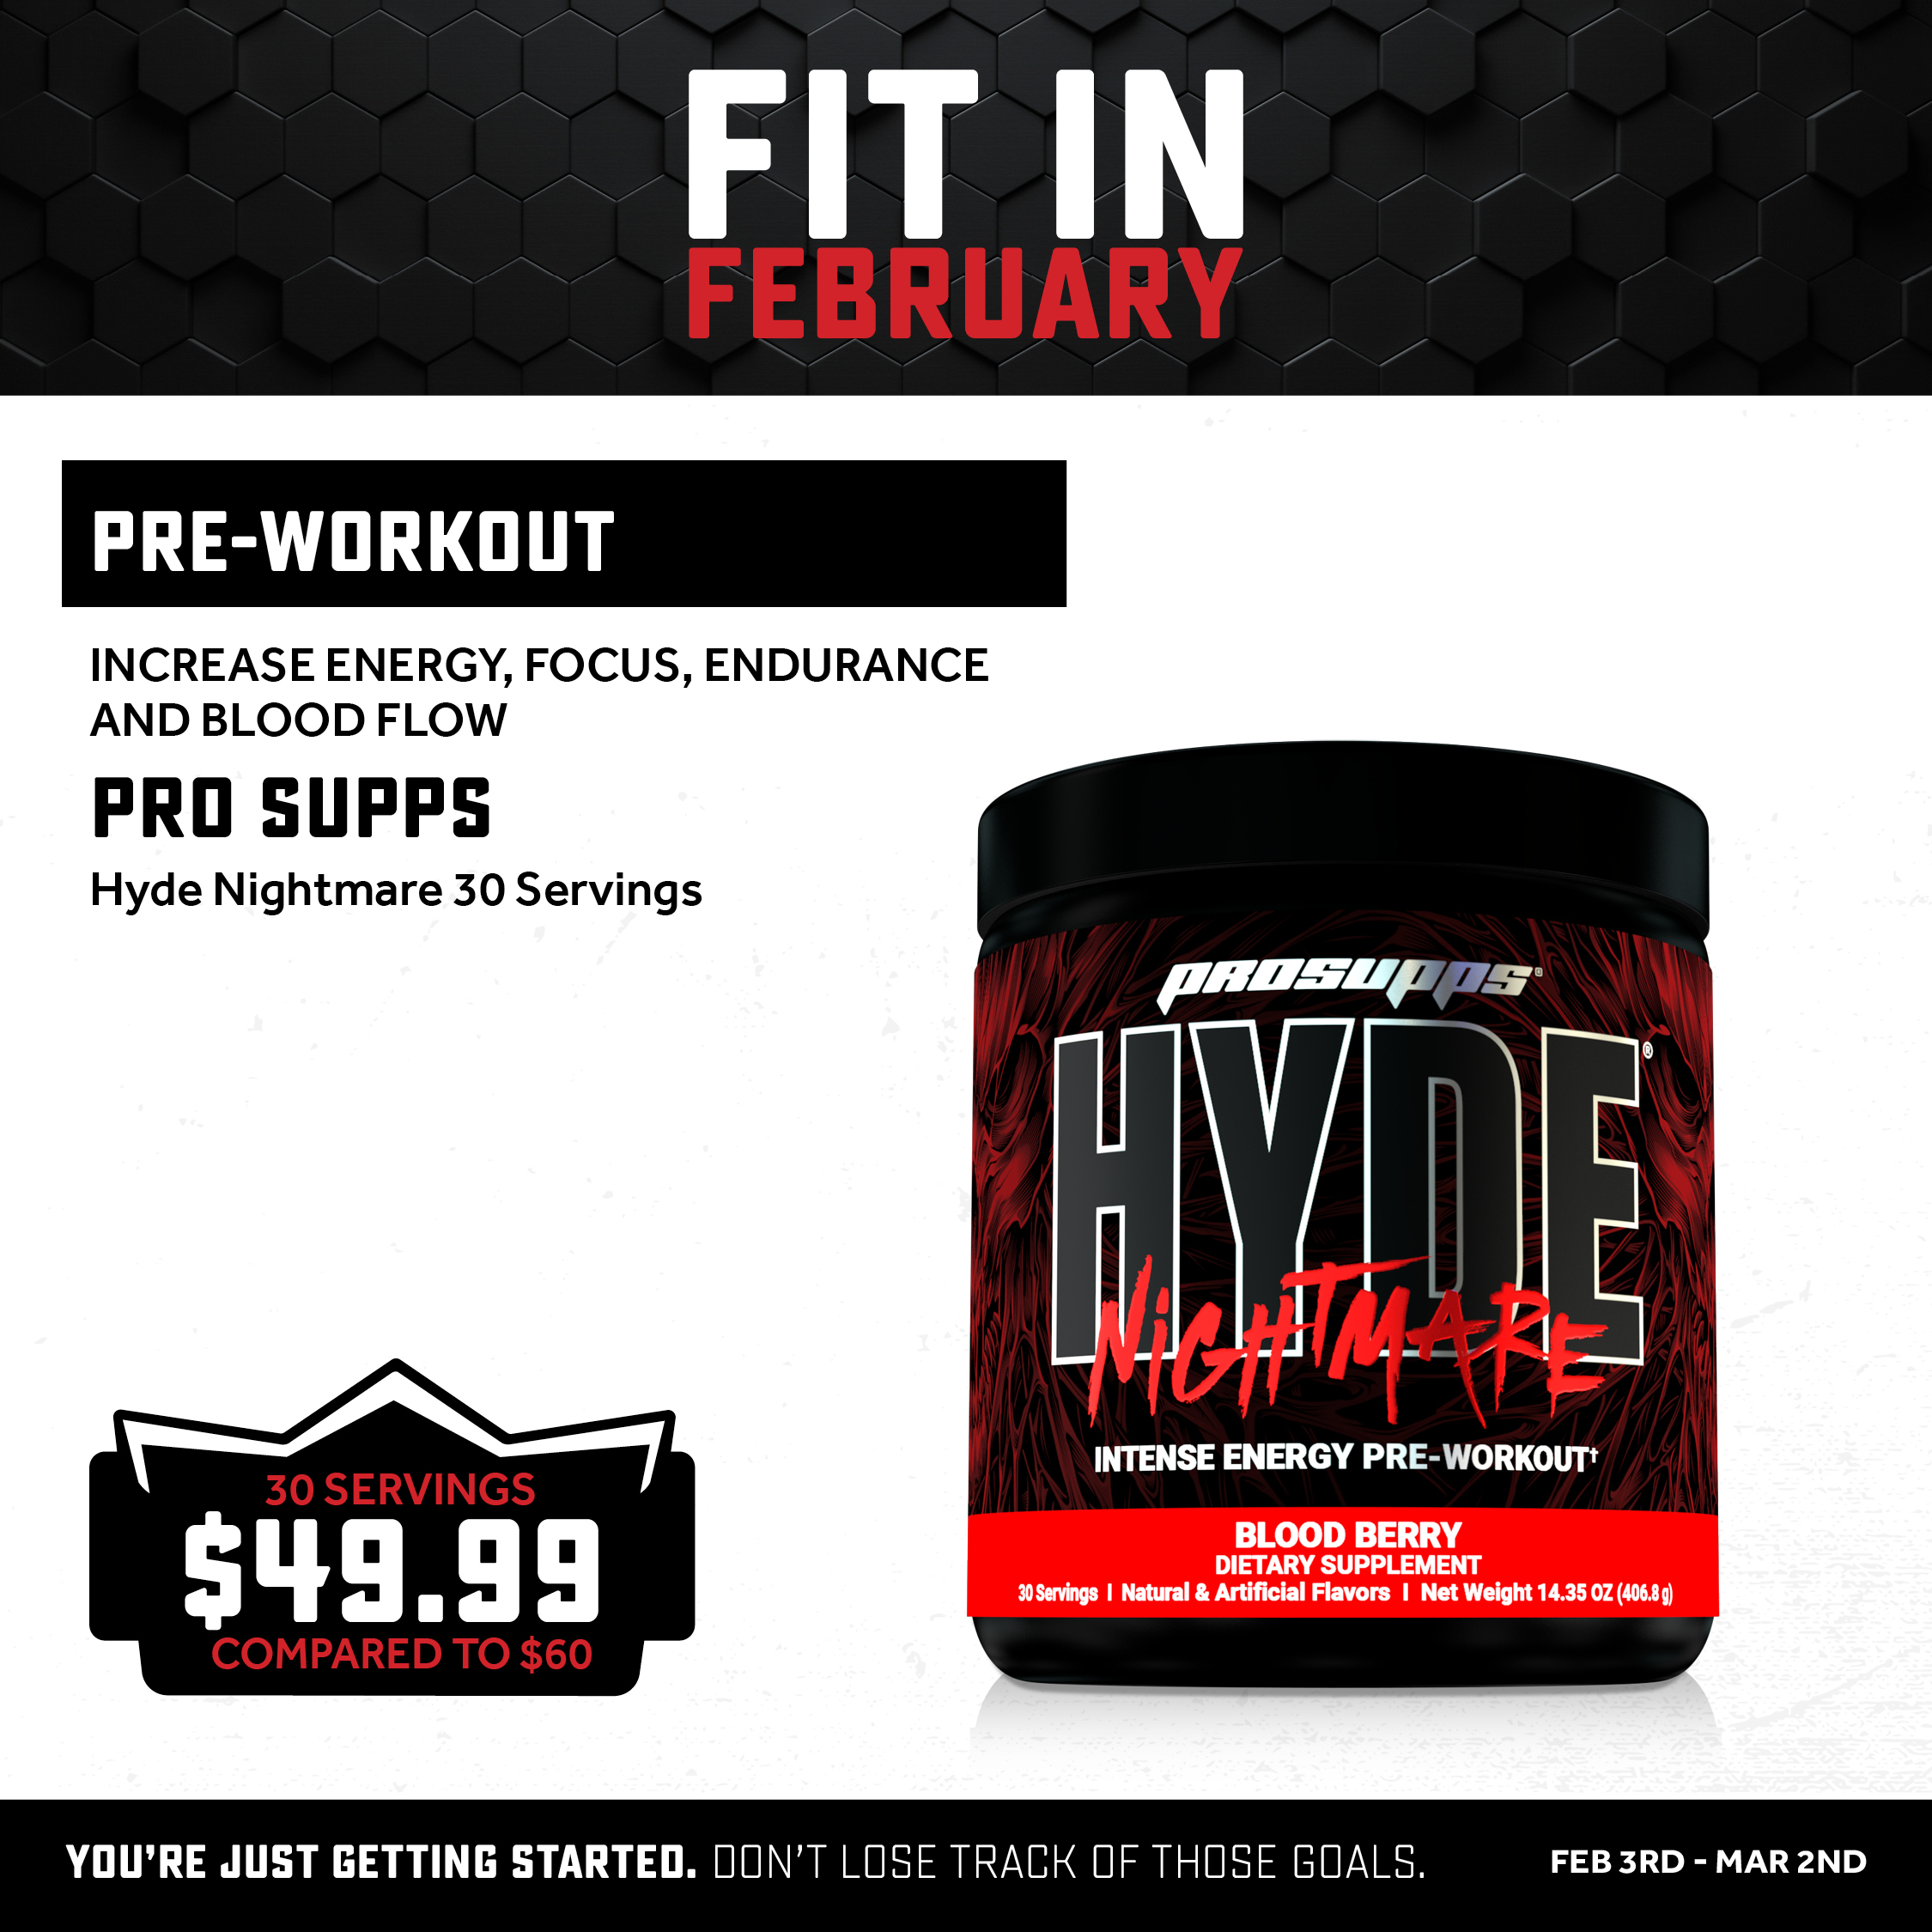 FIT IN
FEBRUARY
PRE-WORKOUT
INCREASE ENERGY, FOCUS, ENDURANCE
AND BLOOD FLOW
PRO SUPPS
Hyde Nightmare 30 Servings
PROSUPPS®
HYDE®
NIGHTMARE
INTENSE ENERGY PRE-WORKOUT†
BLOOD BERRY
DIETARY SUPPLEMENT
30 Servings | Natural & Artificial Flavors | Net Weight 14.35 OZ (406.8 g)
30 SERVINGS
$49.99
COMPARED TO $60
YOU'RE JUST GETTING STARTED. DON'T LOSE TRACK OF THOSE GOALS.
FEB 3RD - MAR 2ND